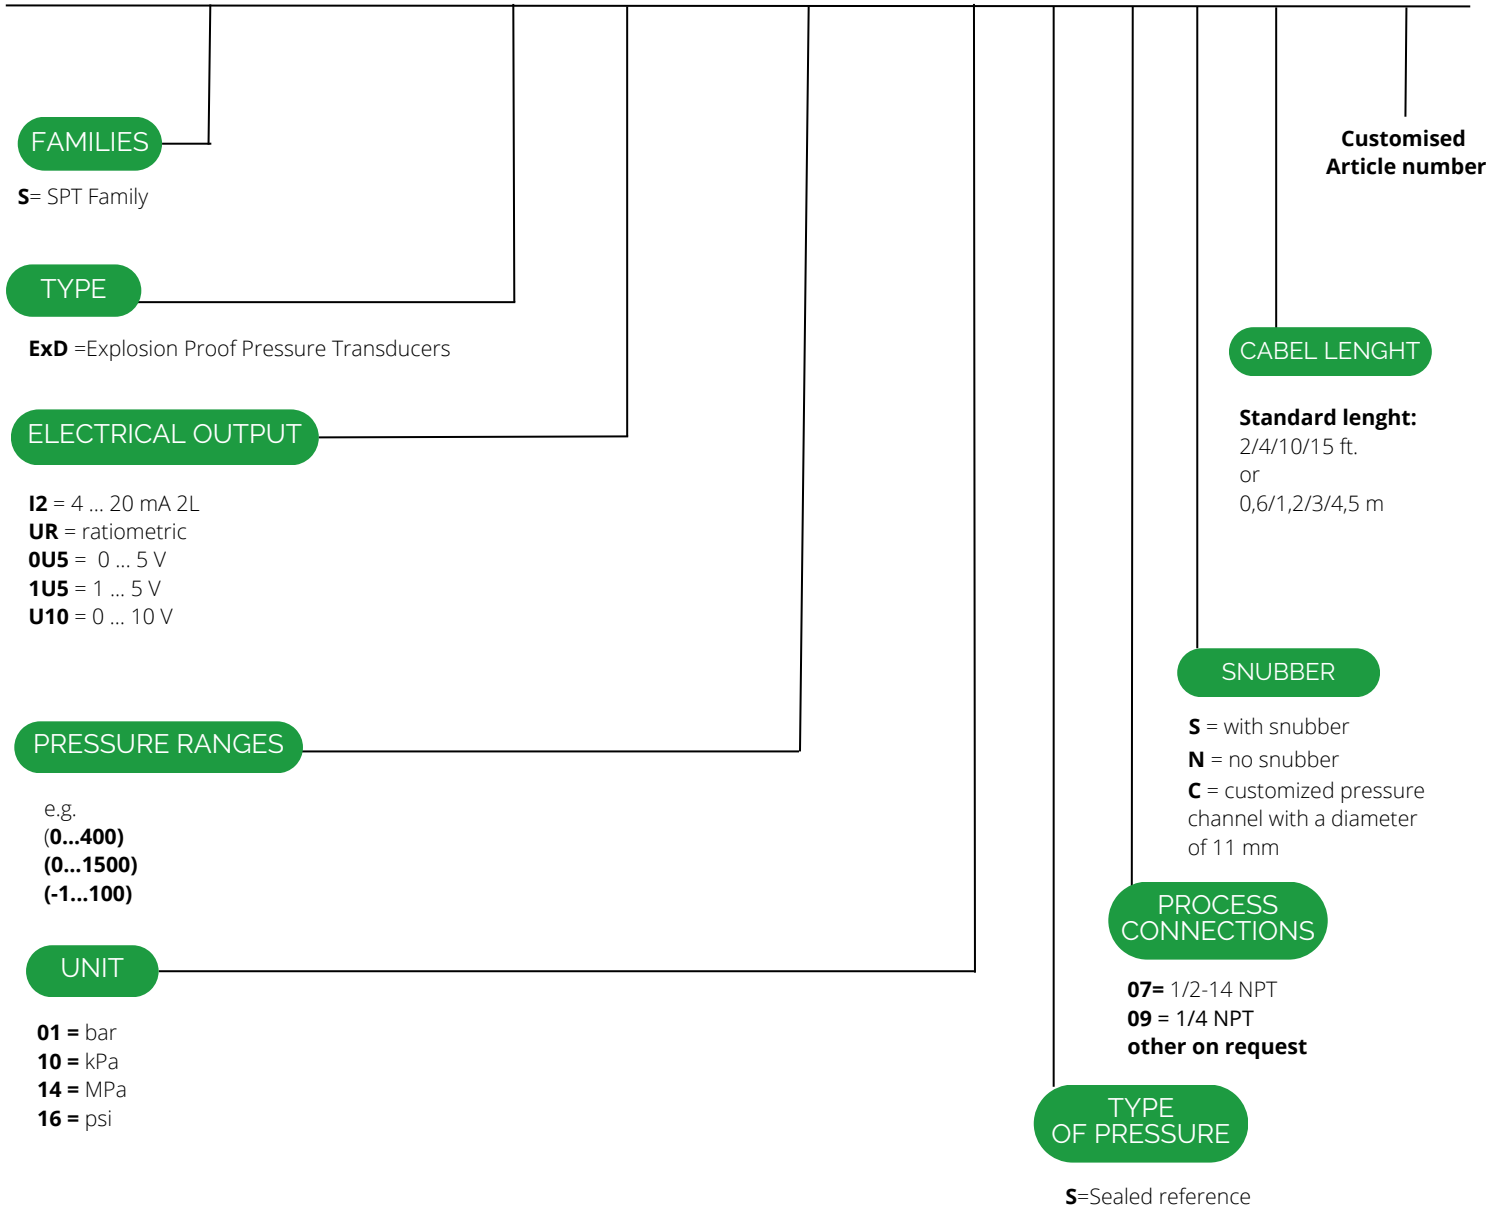 FAMILIES
S= SPT Family
TYPE
ExD =Explosion Proof Pressure Transducers
ELECTRICAL OUTPUT
I2 = 4 ... 20 mA 2L
UR = ratiometric
0U5 = 0 ... 5 V
1U5 = 1 ... 5 V
U10 = 0 ... 10 V
PRESSURE RANGES
e.g.
(0...400)
(0...1500)
(-1...100)
UNIT
01 = bar
10 = kPa
14 = MPa
16 = psi
Customised
Article number
CABEL LENGHT
Standard lenght:
2/4/10/15 ft.
or
0,6/1,2/3/4,5 m
SNUBBER
S = with snubber
N = no snubber
C = customized pressure
channel with a diameter
of 11 mm
PROCESS
CONNECTIONS
07= 1/2-14 NPT
09 = 1/4 NPT
other on request
TYPE
OF PRESSURE
S=Sealed reference